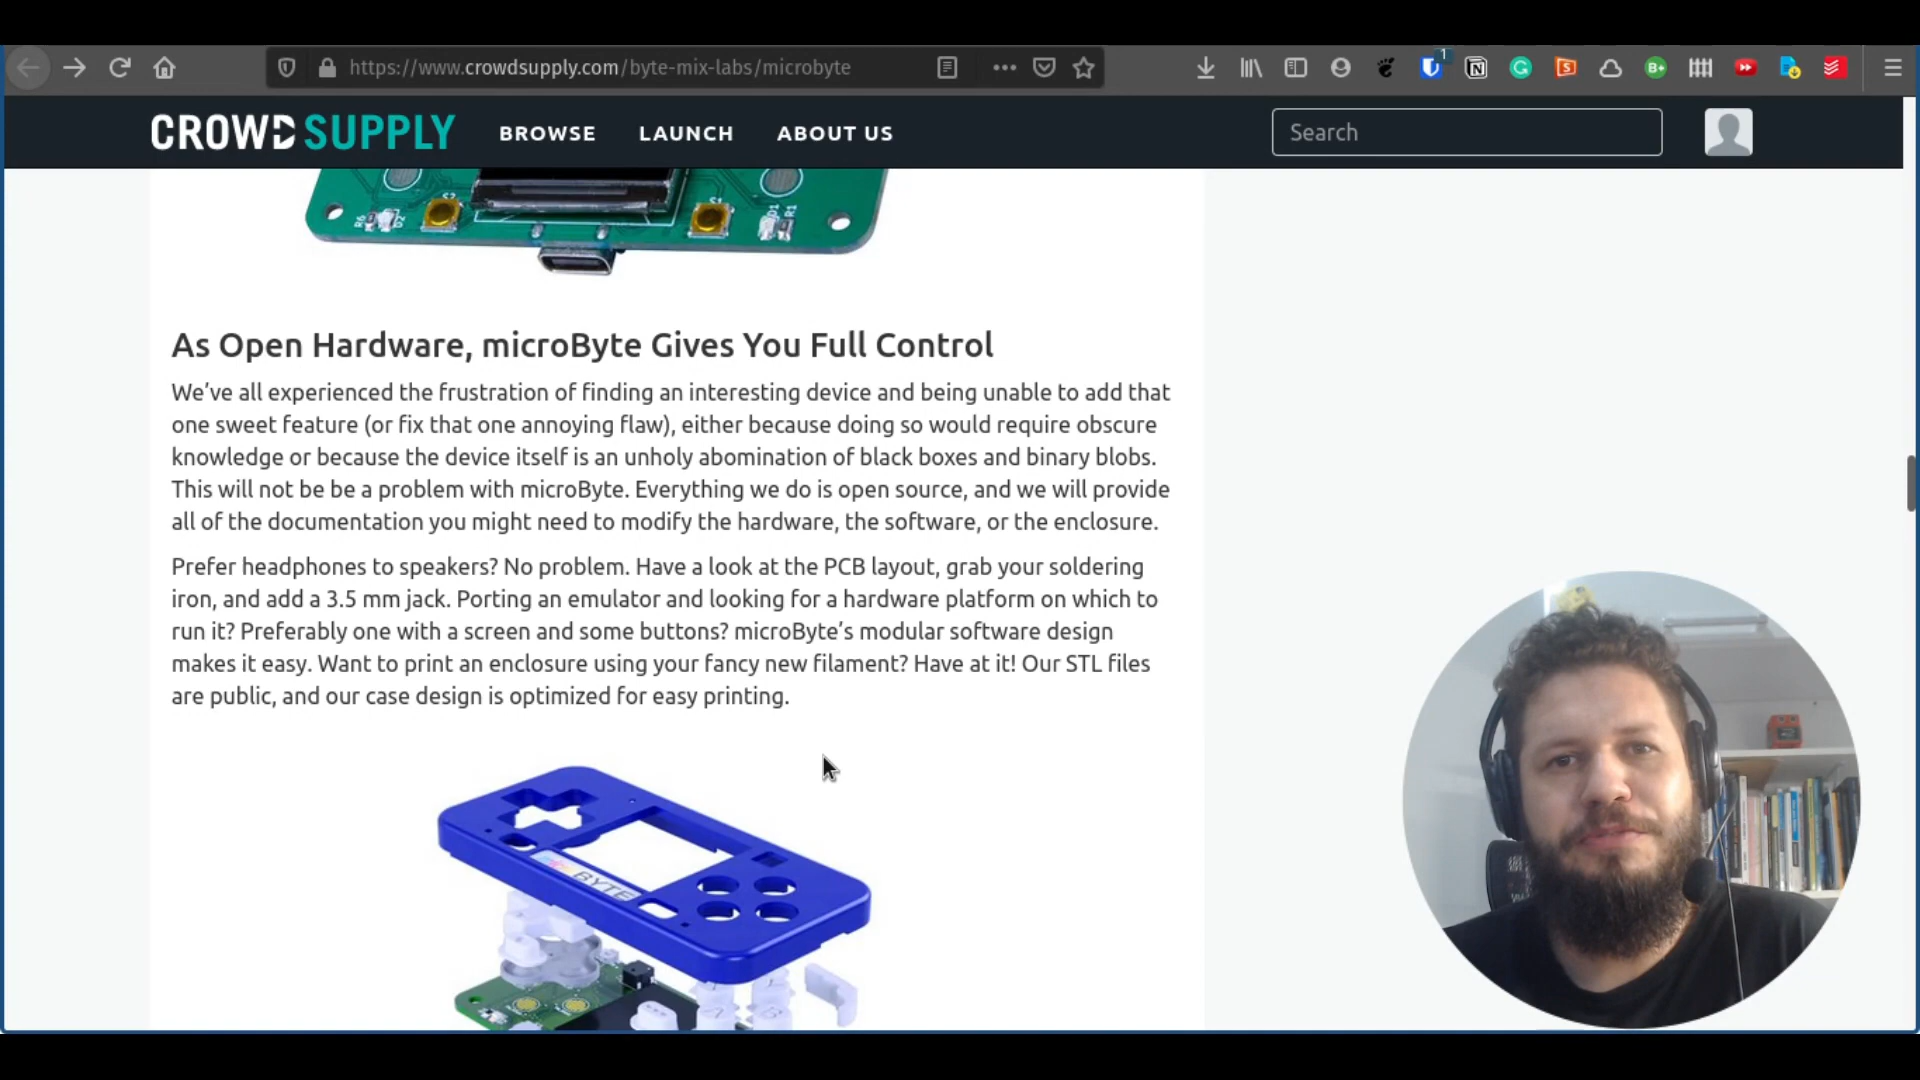 https://www.crowdsupply.com/byte-mix-labs/microbyte
1
CROWD SUPPLY
BROWSE
LAUNCH
ABOUT US
Search
R6
D1
R1
As Open Hardware, microByte Gives You Full Control
We’ve all experienced the frustration of finding an interesting device and being unable to add that
one sweet feature (or fix that one annoying flaw), either because doing so would require obscure
knowledge or because the device itself is an unholy abomination of black boxes and binary blobs.
This will not be be a problem with microByte. Everything we do is open source, and we will provide
all of the documentation you might need to modify the hardware, the software, or the enclosure.
Prefer headphones to speakers? No problem. Have a look at the PCB layout, grab your soldering
iron, and add a 3.5 mm jack. Porting an emulator and looking for a hardware platform on which to
run it? Preferably one with a screen and some buttons? microByte’s modular software design
makes it easy. Want to print an enclosure using your fancy new filament? Have at it! Our STL files
are public, and our case design is optimized for easy printing.
BYTE